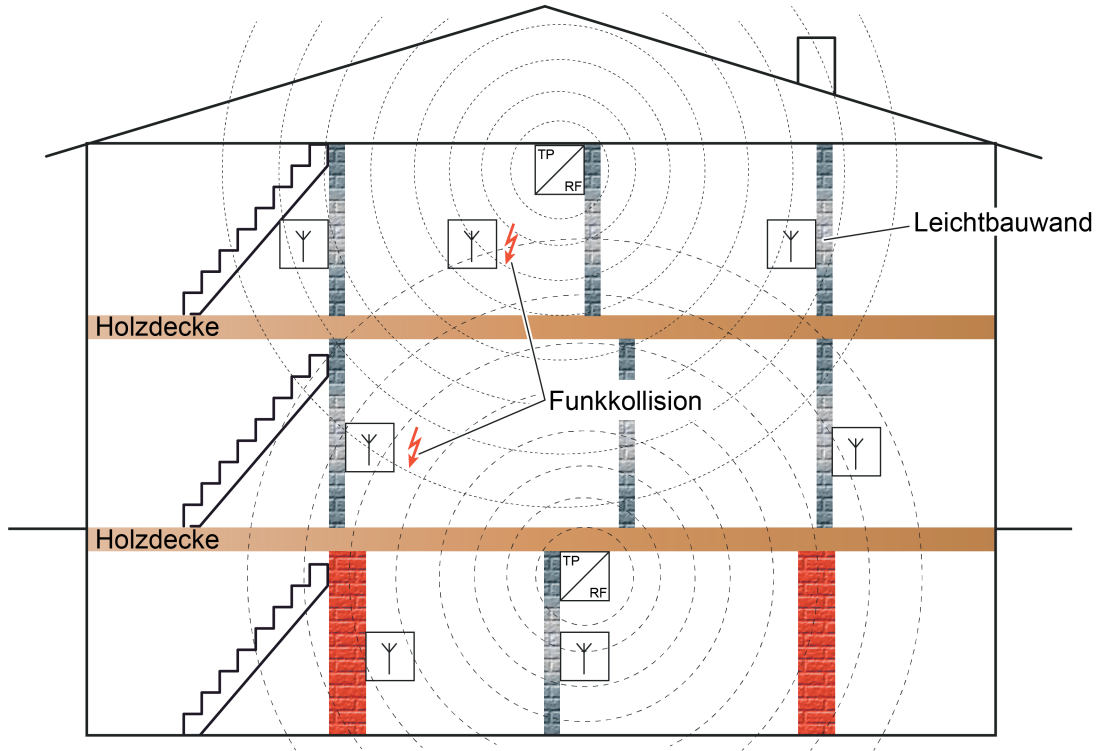 TP
RF
Leichtbauwand
Holzdecke
Funkkollision
Holzdecke
TP
RF